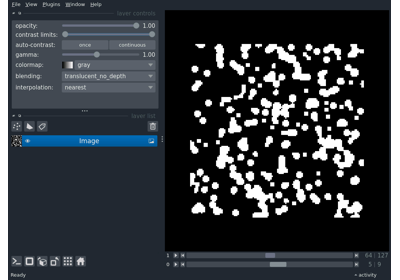 File View Plugins Window Help
layer controls
opacity: 1.00
contrast limits:
auto-contrast: once continuous
gamma: 1.00
colormap: gray
blending: translucent_no_depth
interpolation: nearest
layer list
Image
1 64 127
0 5 9
Ready activity